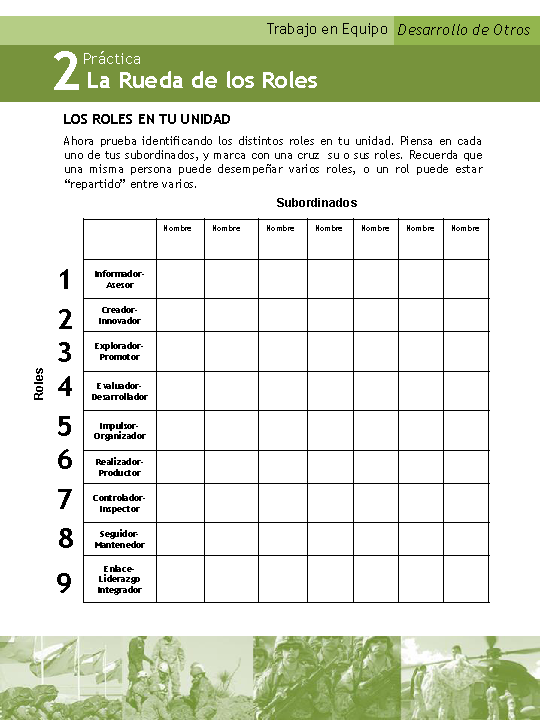 Trabajo en Equipo Desarrollo de Otros
2 Práctica
La Rueda de los Roles
LOS ROLES EN TU UNIDAD
Ahora prueba identificando los distintos roles en tu unidad. Piensa en cada
uno de tus subordinados, y marca con una cruz su o sus roles. Recuerda que
una misma persona puede desempeñar varios roles, o un rol puede estar
“repartido” entre varios.
Subordinados
Nombre Nombre Nombre Nombre Nombre Nombre Nombre
Roles
1 Informador-
Asesor
2 Creador-
Innovador
3 Explorador-
Promotor
4 Evaluador-
Desarrollador
5 Impulsor-
Organizador
6 Realizador-
Productor
7 Controlador-
Inspector
8 Seguidor-
Mantenedor
9 Enlace-
Liderazgo
Integrador